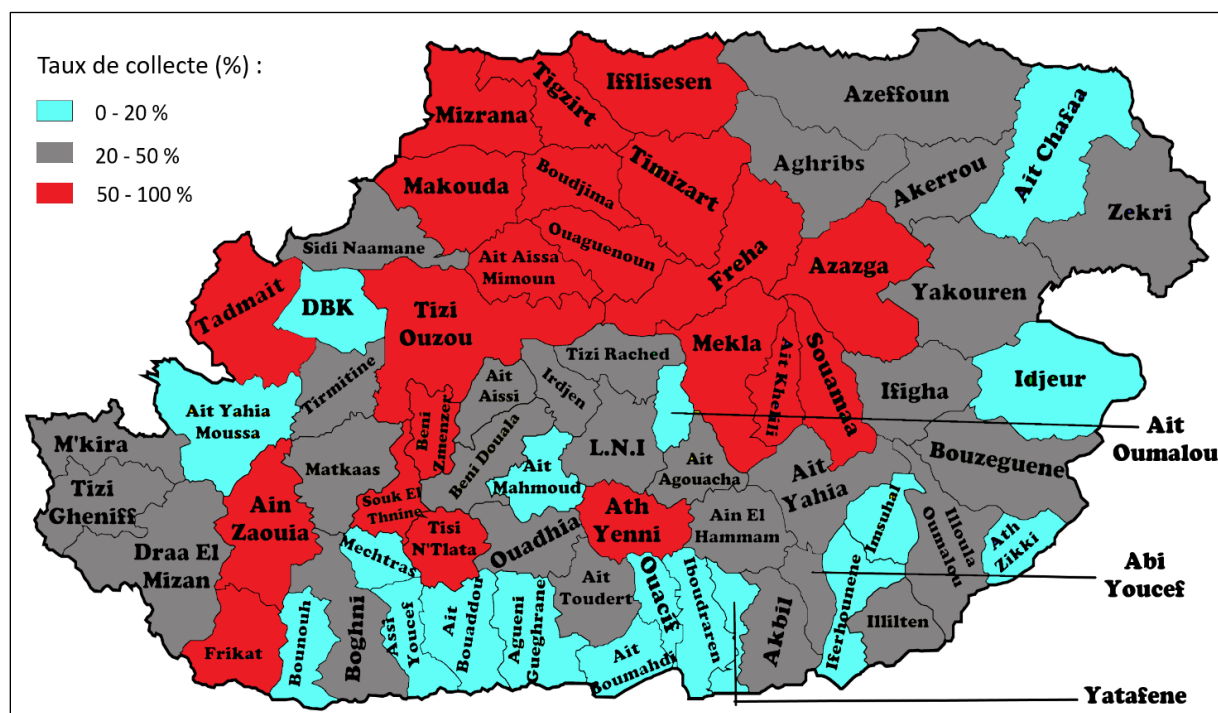 Taux de collecte (%) :
0 - 20 %
20 - 50 %
50 - 100 %
Mizrana
Tigzirt
Ifflisesen
Azeffoun
Ait Chafaa
Zekri
Makouda
Boudjima
Timizart
Aghribs
Akerrou
Sidi Naamane
Ait Aissa
Mimoun
Ouaguenoun
Freha
Azazga
Yakouren
Tadmait
DBK
Tizi
Ouzou
Tirmitine
Ait
Aissi
Irdjen
Tizi Rached
Mekla
Ait Khelili
Souamaa
Ifigha
Idjeur
Ait
Oumalou
Ait Yahia
Moussa
M'kira
Tizi
Gheniff
Draa El
Mizan
Ain
Zaouia
Matkaas
Beni
Zmenzer
Beni Douala
Ait
Mahmoud
L.N.I
Ait
Agouacha
Ait
Yahia
Bouzeguene
Souk El
Thnine
Tisi
N'Tlata
Mechtras
Ouadhia
Ath
Yenni
Ain El
Hammam
Imsuhal
Illoula
Oumalou
Ath
Zikki
Abi
Youcef
Frikat
Bounouh
Boghni
Assi
Youcef
Ait
Bouaddou
Agueni
Gueghrane
Ait
Toudert
Ait
Boumahdi
Ouacif
Iboudraren
Akbil
Iferhounene
Illilten
Yatafene